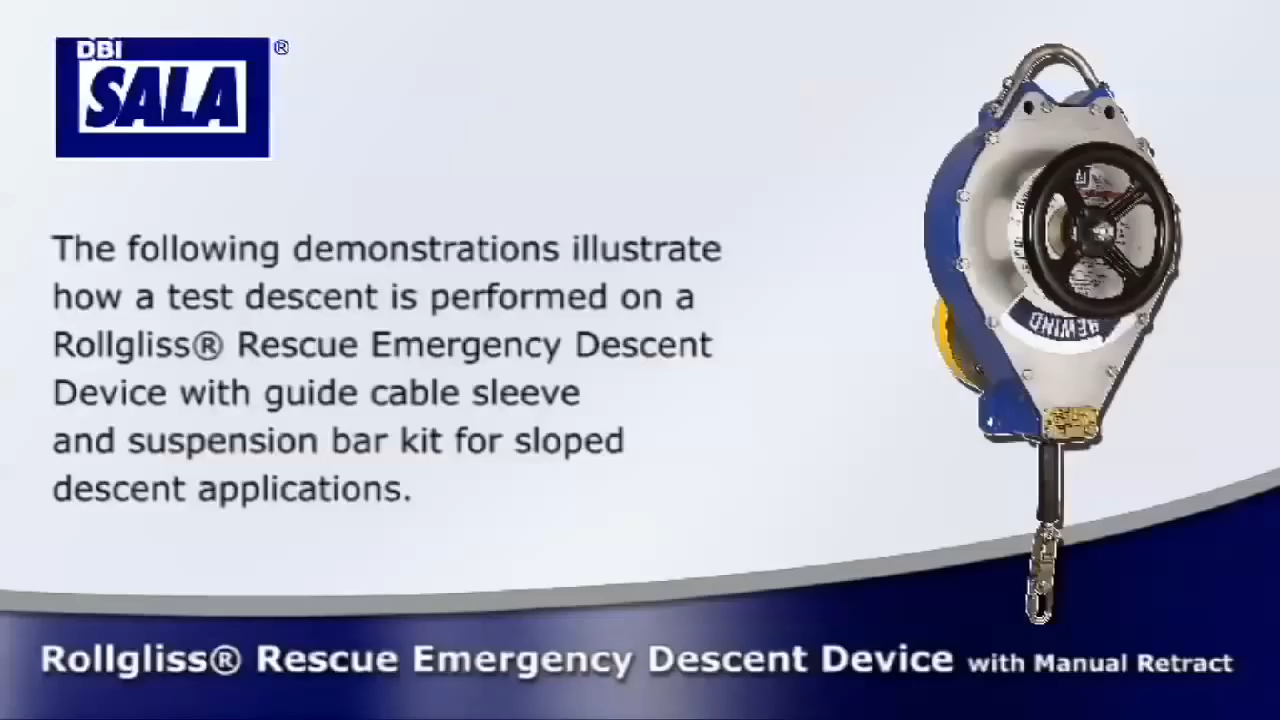 DBI
SALA®
The following demonstrations illustrate
how a test descent is performed on a
Rollgliss® Rescue Emergency Descent
Device with guide cable sleeve
and suspension bar kit for sloped
descent applications.
REWIND
Rollgliss® Rescue Emergency Descent Device with Manual Retract